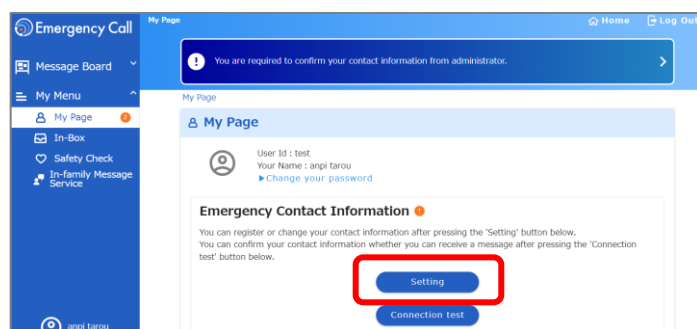 Emergency Call
My Page
Home
Log Out
Message Board
You are required to confirm your contact information from administrator.
My Menu
My Page
My Page
In-Box
Safety Check
In-family Message
Service
My Page
User Id : test
Your Name : anpi tarou
▶Change your password
Emergency Contact Information
You can register or change your contact information after pressing the 'Setting' button below.
You can confirm your contact information whether you can receive a message after pressing the 'Connection
test' button below.
Setting
Connection test
anpi tarou